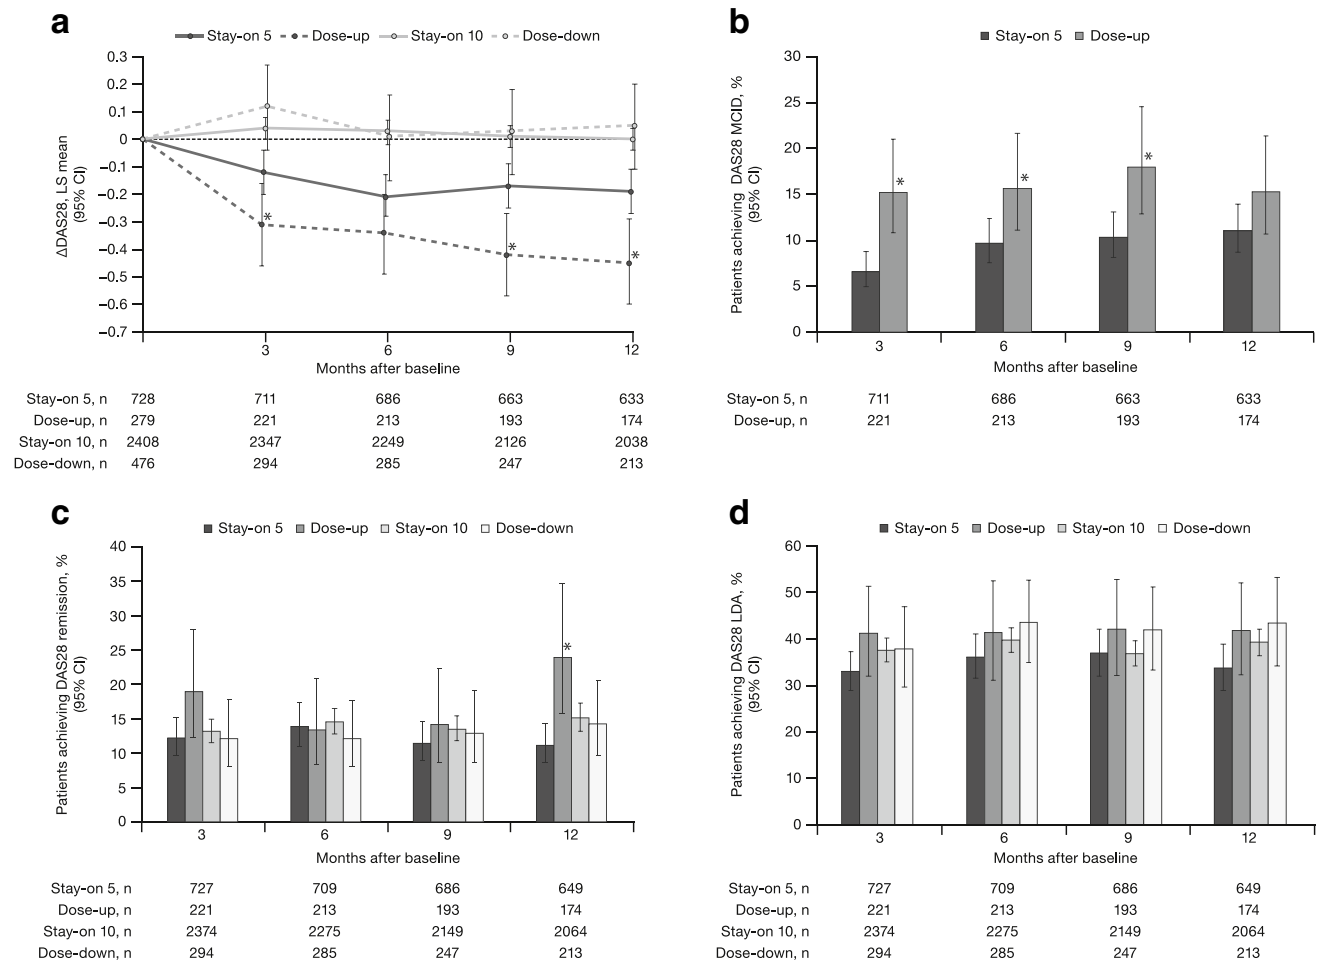 a
Stay-on 5 Dose-up Stay-on 10 Dose-down
ΔDAS28, LS mean
(95% CI)
0.3
0.2
0.1
0
−0.1
−0.2
−0.3
−0.4
−0.5
−0.6
−0.7
*
*
*
3 6 9 12
Months after baseline
Stay-on 5, n 728 711 686 663 633
Dose-up, n 279 221 213 193 174
Stay-on 10, n 2408 2347 2249 2126 2038
Dose-down, n 476 294 285 247 213
b
Stay-on 5 Dose-up
Patients achieving DAS28 MCID, %
(95% CI)
30
25
20
15
10
5
0
*
*
*
3 6 9 12
Months after baseline
Stay-on 5, n 711 686 663 633
Dose-up, n 221 213 193 174
c
Stay-on 5 Dose-up Stay-on 10 Dose-down
Patients achieving DAS28 remission, %
(95% CI)
40
35
30
25
20
15
10
5
0
*
3 6 9 12
Months after baseline
Stay-on 5, n 727 709 686 649
Dose-up, n 221 213 193 174
Stay-on 10, n 2374 2275 2149 2064
Dose-down, n 294 285 247 213
d
Stay-on 5 Dose-up Stay-on 10 Dose-down
Patients achieving DAS28 LDA, %
(95% CI)
60
50
40
30
20
10
0
3 6 9 12
Months after baseline
Stay-on 5, n 727 709 686 649
Dose-up, n 221 213 193 174
Stay-on 10, n 2374 2275 2149 2064
Dose-down, n 294 285 247 213